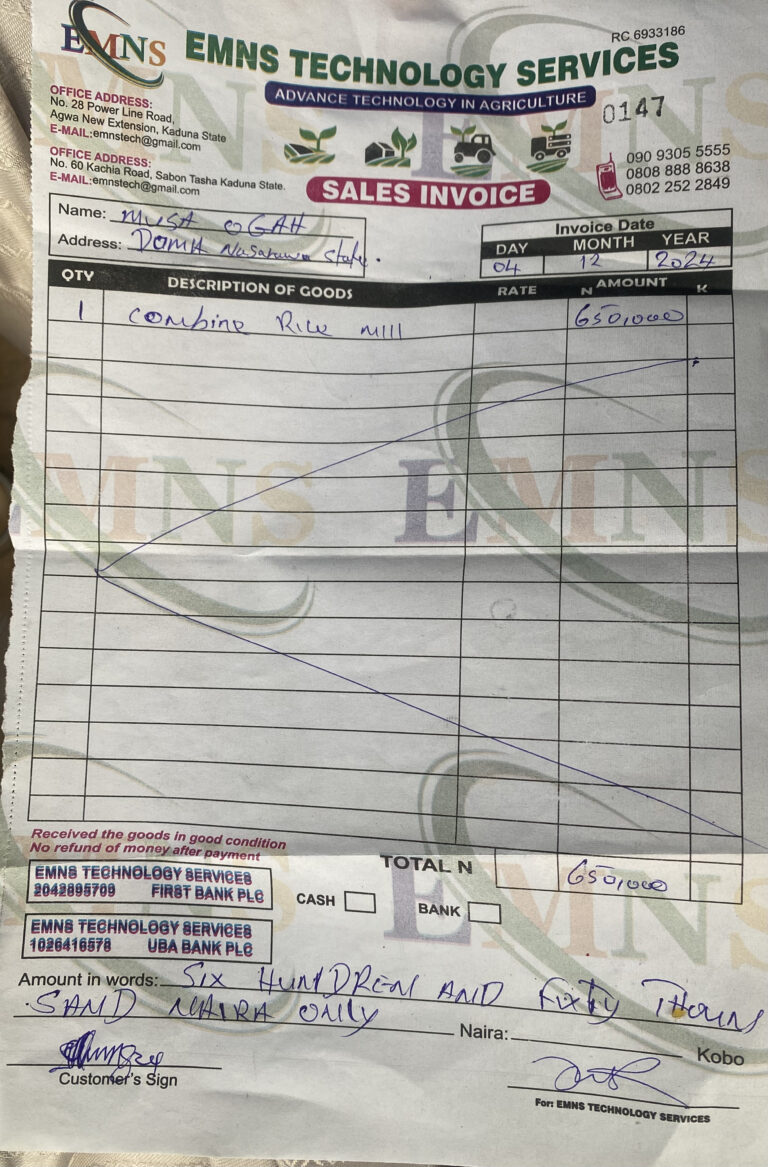 EMNS
EMNS TECHNOLOGY SERVICES
RC 6933186
ADVANCE TECHNOLOGY IN AGRICULTURE
0147
OFFICE ADDRESS:
No. 28 Power Line Road,
Agwa New Extension, Kaduna State
E-MAIL:emnstech@gmail.com
OFFICE ADDRESS:
No. 60 Kachia Road, Sabon Tasha Kaduna State.
E-MAIL:emnstech@gmail.com
090 9305 5555
0808 888 8638
0802 252 2849
SALES INVOICE
Name: MUSA OGAH
Address: DOMA Nasarawa State.
Invoice Date
DAY MONTH YEAR
04 12 2024
QTY DESCRIPTION OF GOODS RATE N AMOUNT K
1 Combine Rice mill 650,000
EMNS
EMNS
Received the goods in good condition
No refund of money after payment
TOTAL N 650,000
EMNS TECHNOLOGY SERVICES
2042895709 FIRST BANK PLC
CASH BANK
EMNS TECHNOLOGY SERVICES
1026416578 UBA BANK PLC
Amount in words: SIX HUNDRED AND FIXTY THOUN
SAND NAIRA ONLY Naira: Kobo
Customer's Sign
For: EMNS TECHNOLOGY SERVICES